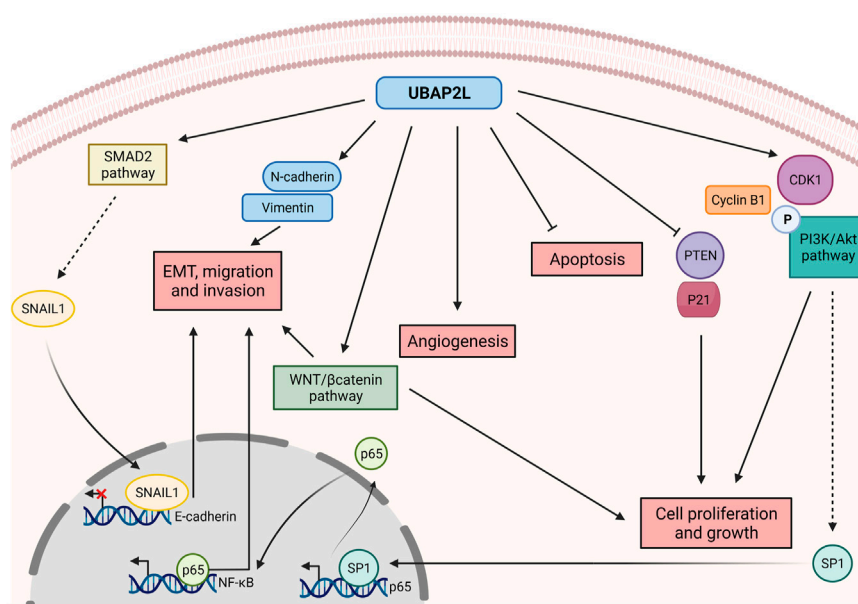 UBAP2L
SMAD2
pathway
N-cadherin
Vimentin
CDK1
Cyclin B1
P
PI3K/Akt
pathway
PTEN
P21
Apoptosis
EMT, migration
and invasion
SNAIL1
Angiogenesis
WNT/βcatenin
pathway
p65
SNAIL1
E-cadherin
Cell proliferation
and growth
SP1
p65
NF-κB
SP1
p65